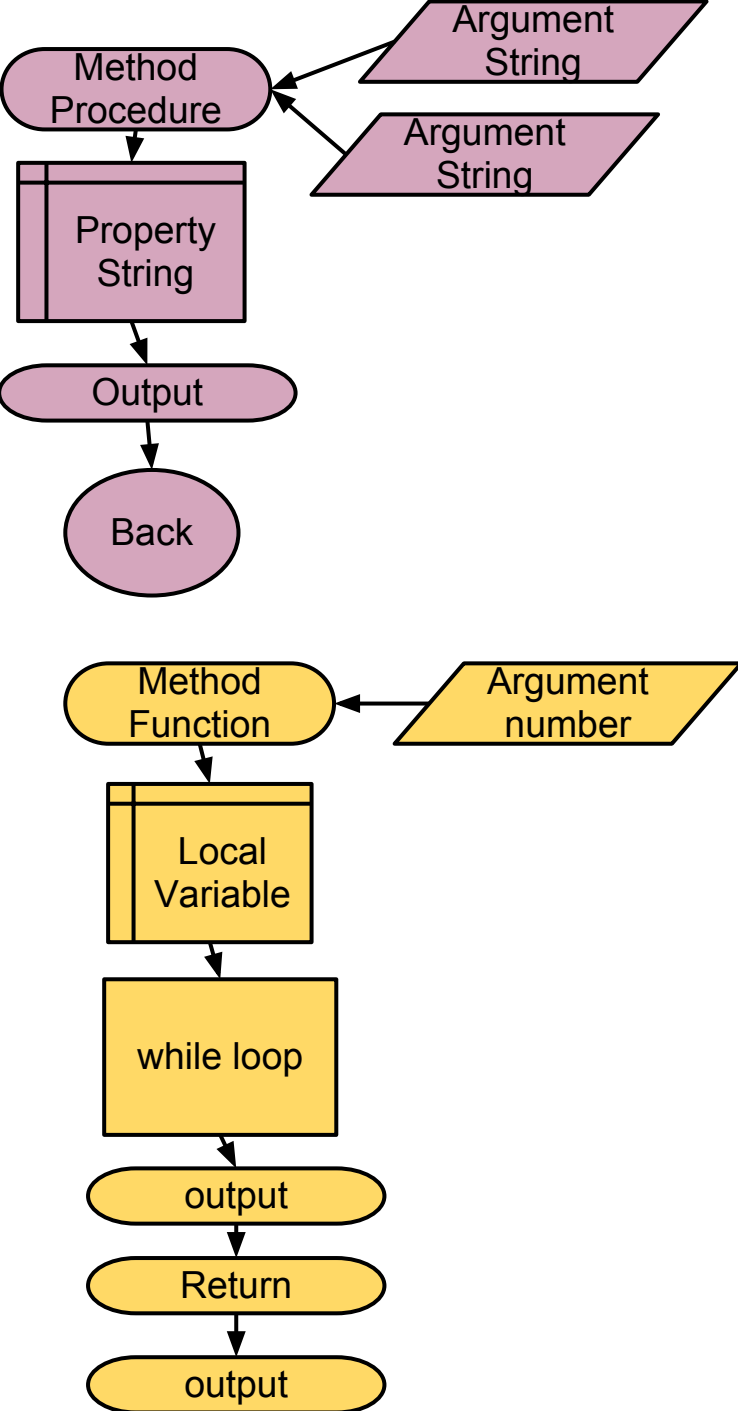 Argument
String
Method
Procedure
Argument
String
Property
String
Output
Back
Method
Function
Argument
number
Local
Variable
while loop
output
Return
output